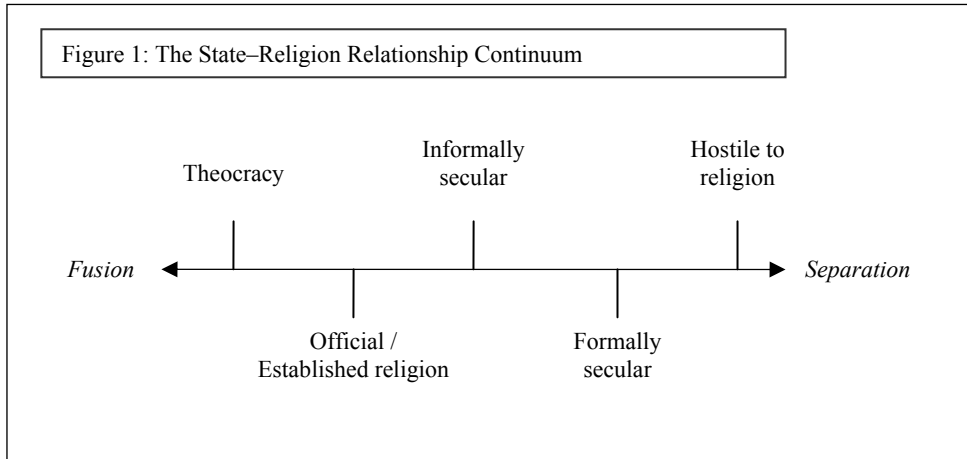 Figure 1: The State–Religion Relationship Continuum
Theocracy
Informally
secular
Hostile to
religion
Fusion
Separation
Official /
Established religion
Formally
secular